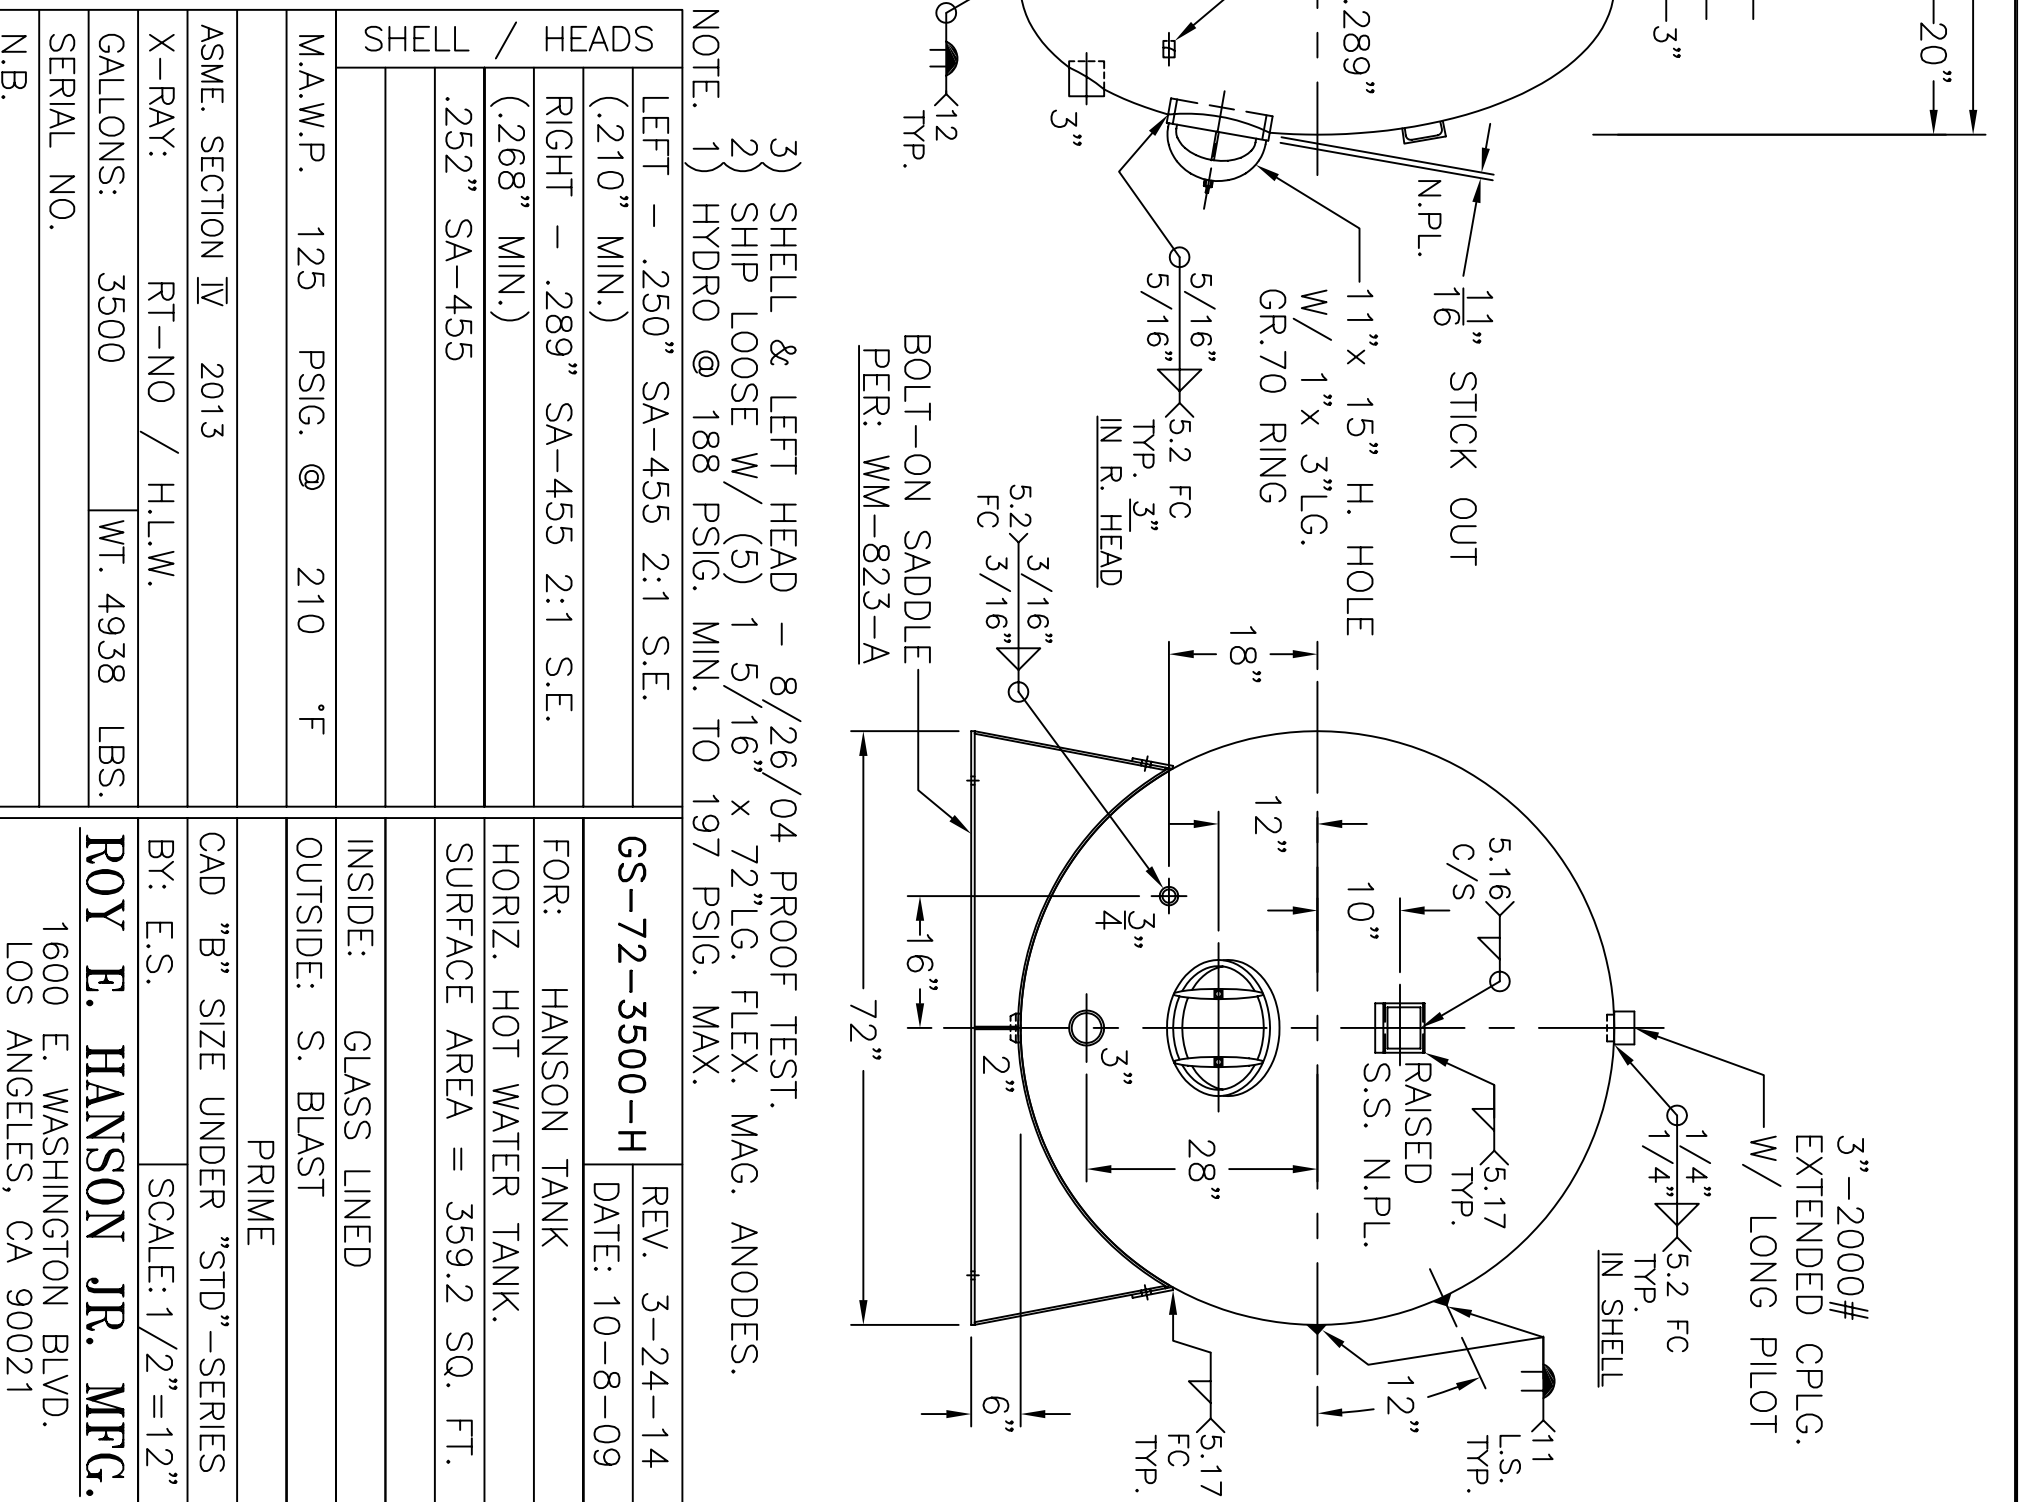 -20"
-3"
.289"
12
TYP.
3"
N.PL.
11/16" STICK OUT
11"x 15" H. HOLE
W/ 1"x 3"LG.
GR.70 RING
5/16"
5/16"
5.2 FC
TYP. 3"
IN R. HEAD
3"-2000#
EXTENDED CPLG.
W/ LONG PILOT
1/4"
1/4"
5.2 FC
TYP.
IN SHELL
5.16
C/S
5.17
TYP.
RAISED
S.S. N.PL.
10"
12"
18"
28"
3/4"
3"
2"
16"
72"
6"
12"
11
L.S.
TYP.
5.17
FC
TYP.
3/16"
3/16"
5.2
FC
BOLT-ON SADDLE
PER: WM-823-A
3) SHELL & LEFT HEAD - 8/26/04 PROOF TEST.
2) SHIP LOOSE W/ (5) 1 5/16" x 72"LG. FLEX. MAG. ANODES.
NOTE. 1) HYDRO @ 188 PSIG. MIN. TO 197 PSIG. MAX.
SHELL / HEADS
LEFT - .250" SA-455 2:1 S.E.
(.210" MIN.)
RIGHT - .289" SA-455 2:1 S.E.
(.268" MIN.)
.252" SA-455
M.A.W.P. 125 PSIG. @ 210 °F
ASME. SECTION IV 2013
X-RAY: RT-NO / H.L.W.
GALLONS: 3500 WT. 4938 LBS.
SERIAL NO.
N.B.
GS-72-3500-H
REV. 3-24-14
DATE: 10-8-09
FOR: HANSON TANK
HORIZ. HOT WATER TANK.
SURFACE AREA = 359.2 SQ. FT.
INSIDE: GLASS LINED
OUTSIDE: S. BLAST
PRIME
CAD "B" SIZE UNDER "STD"-SERIES
BY: E.S. SCALE: 1/2"=12"
ROY E. HANSON JR. MFG.
1600 E. WASHINGTON BLVD.
LOS ANGELES, CA 90021